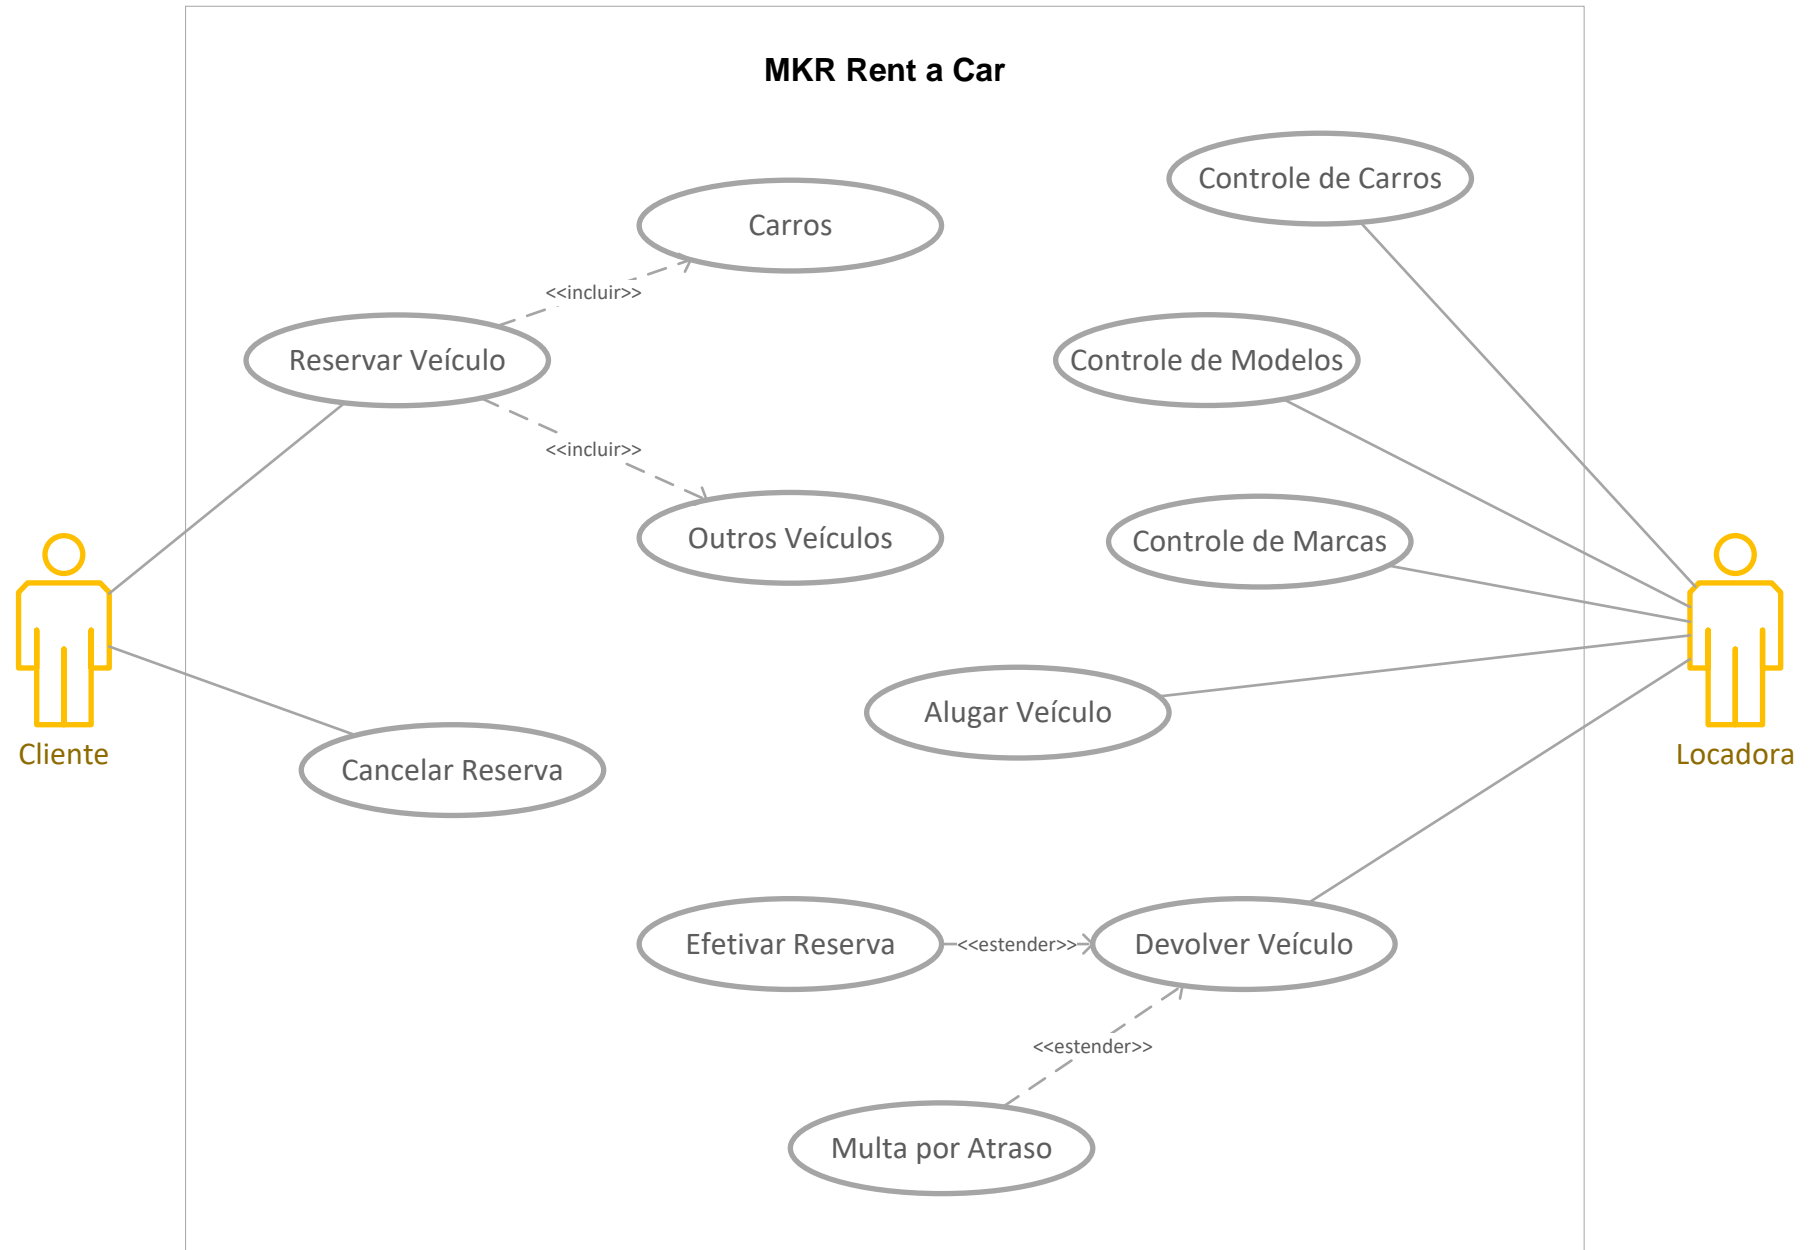 MKR Rent a Car
Controle de Carros
Carros
<<incluir>>
Reservar Veículo
Controle de Modelos
<<incluir>>
Outros Veículos
Controle de Marcas
Alugar Veículo
Cliente
Locadora
Cancelar Reserva
Efetivar Reserva
<<estender>>
Devolver Veículo
<<estender>>
Multa por Atraso